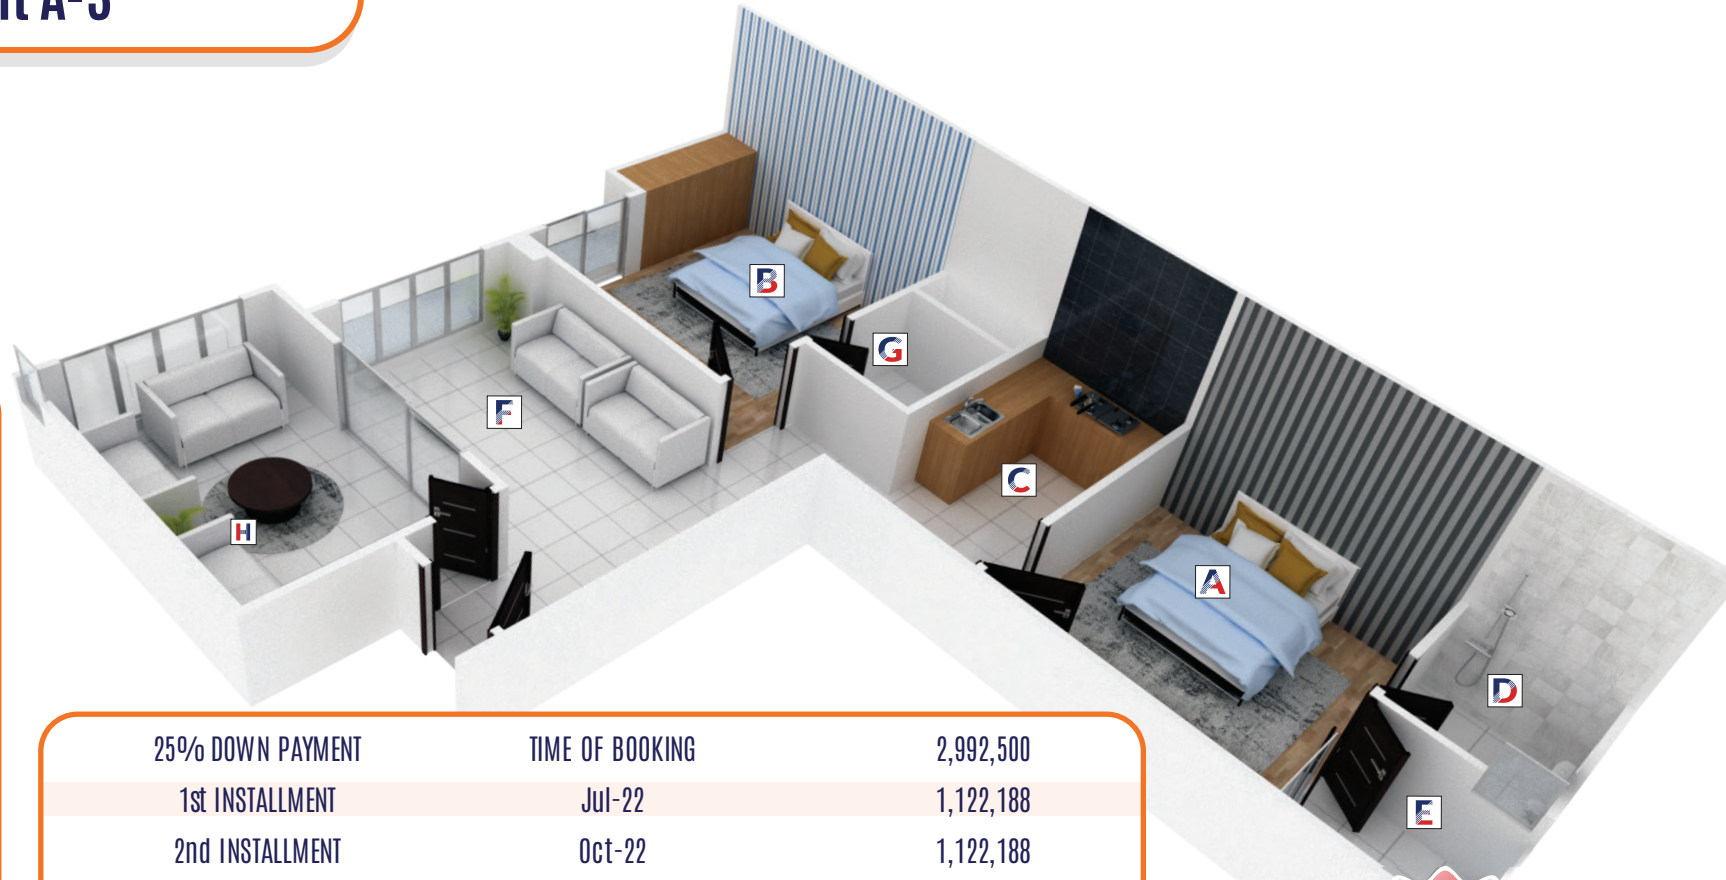 A-3
B
G
F
C
H
A
D
E
25% DOWN PAYMENT TIME OF BOOKING 2,992,500
1st INSTALLMENT Jul-22 1,122,188
2nd INSTALLMENT Oct-22 1,122,188